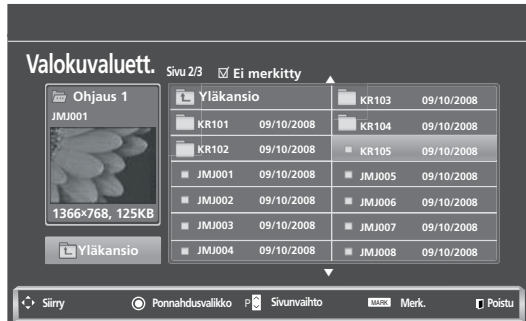 Valokuvaluett. Sivu 2/3 ☑ Ei merkitty
Ohjaus 1
JMJ001
1366×768, 125KB
Yläkansio
Yläkansio
KR101 09/10/2008
KR102 09/10/2008
JMJ001 09/10/2008
JMJ002 09/10/2008
JMJ003 09/10/2008
JMJ004 09/10/2008
KR103 09/10/2008
KR104 09/10/2008
KR105 09/10/2008
JMJ005 09/10/2008
JMJ006 09/10/2008
JMJ007 09/10/2008
JMJ008 09/10/2008
Siirry Ponnahdusvalikko P Sivunvaihto MARK Merk. Poistu